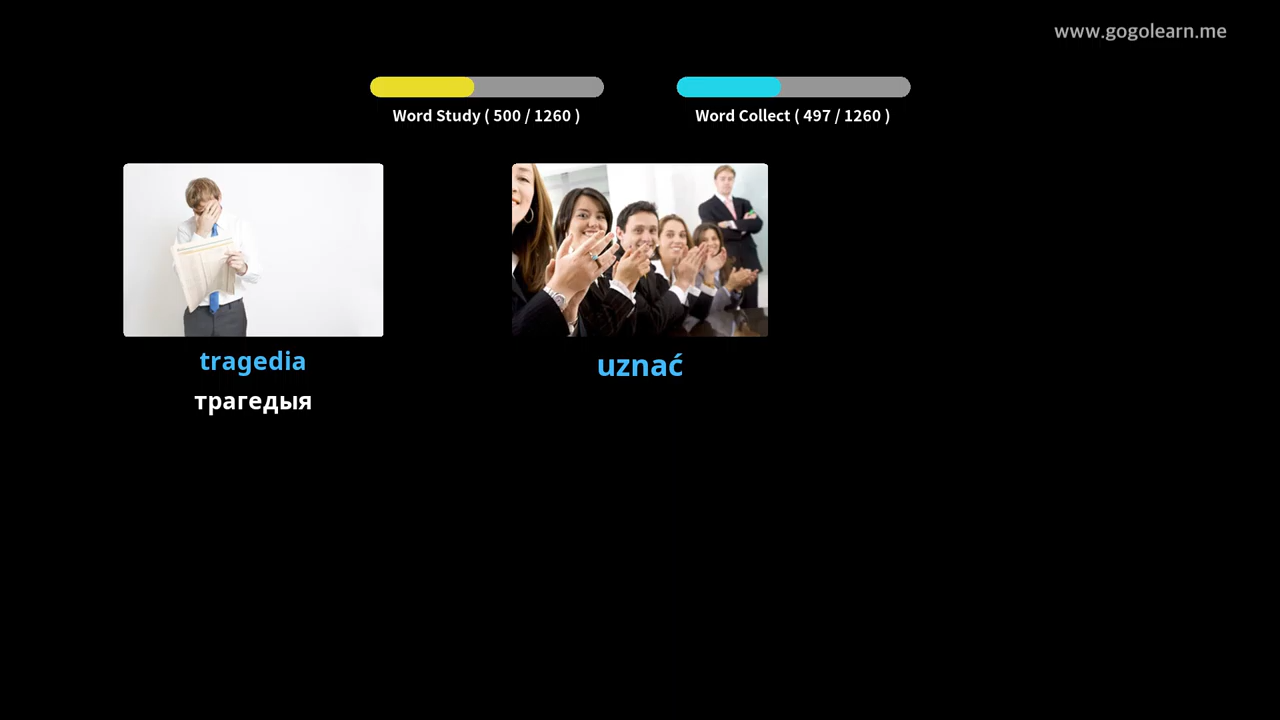 www.gogolearn.me
Word Study ( 500 / 1260 )
Word Collect ( 497 / 1260 )
tragedia
трагедыя
uznać